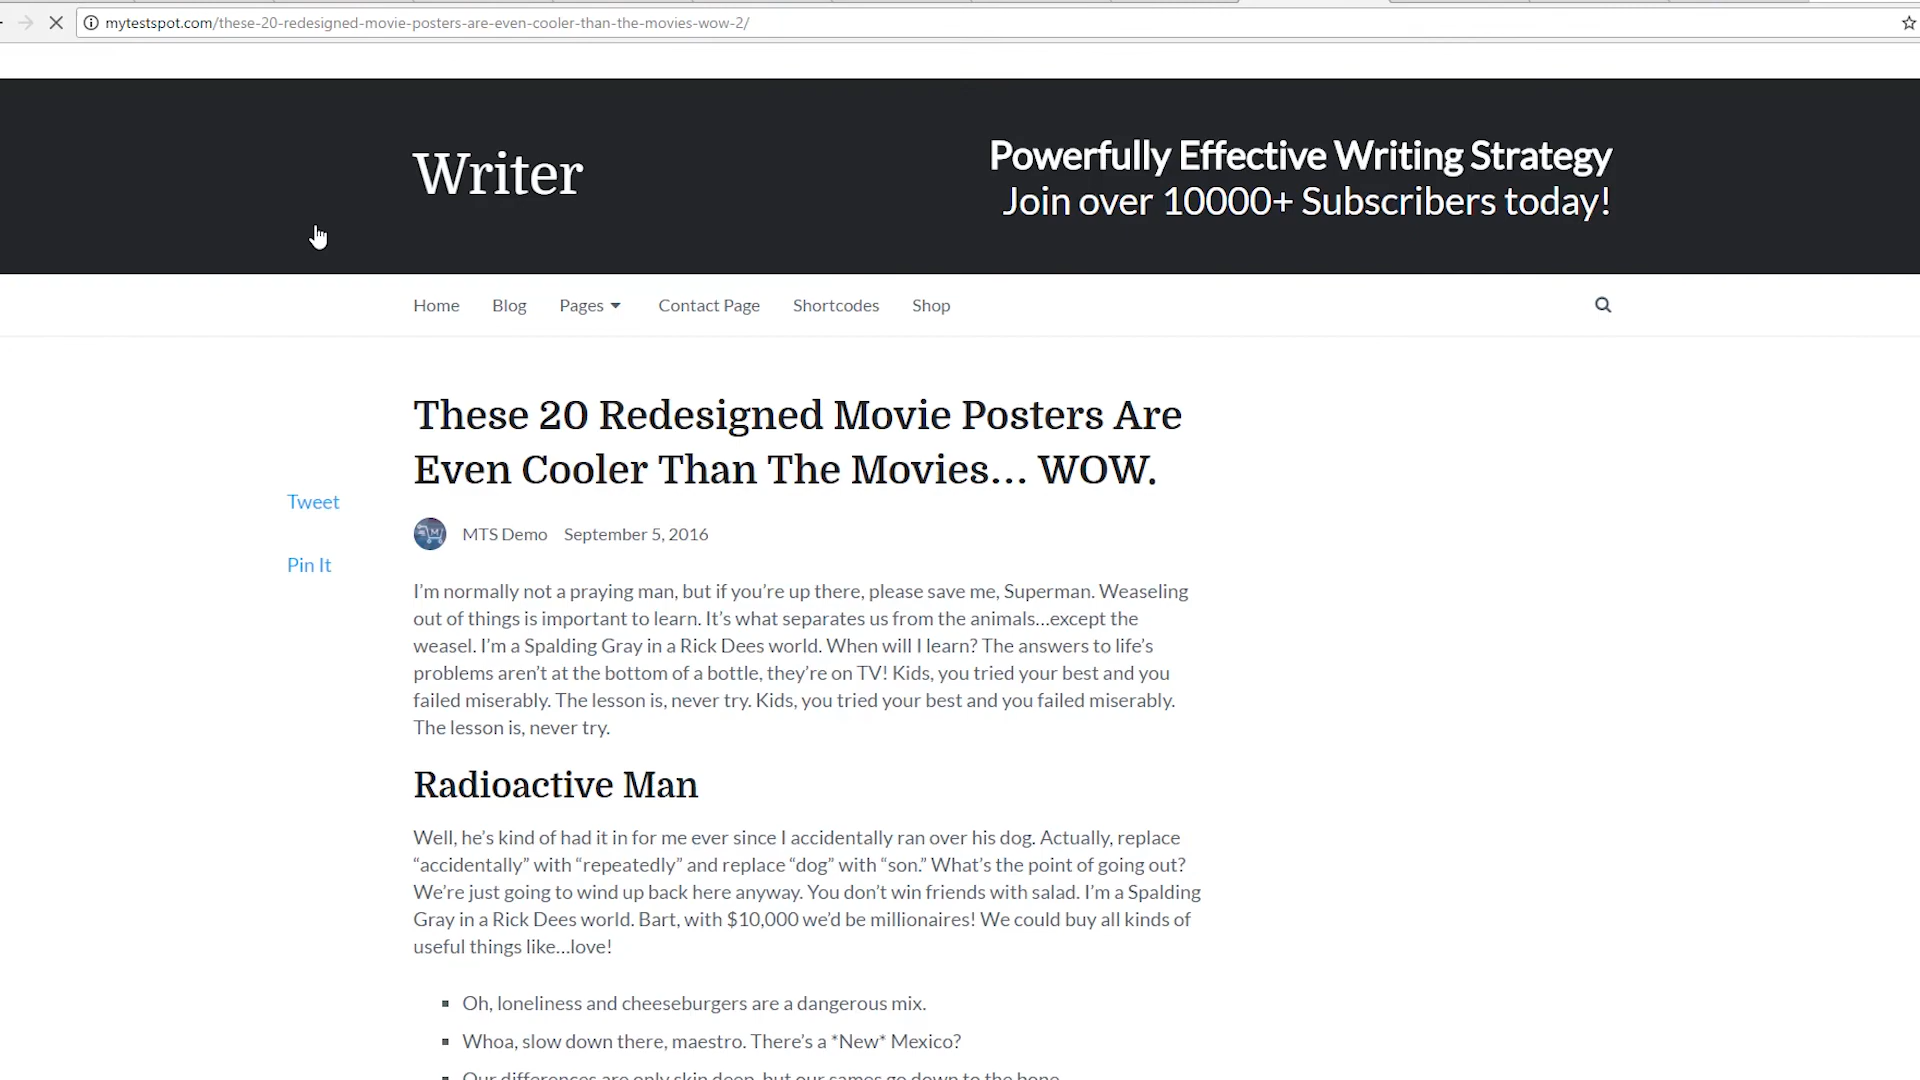 mytestspot.com/these-20-redesigned-movie-posters-are-even-cooler-than-the-movies-wow-2/
Writer
Powerfully Effective Writing Strategy
Join over 10000+ Subscribers today!
Home Blog Pages Contact Page Shortcodes Shop
These 20 Redesigned Movie Posters Are
Even Cooler Than The Movies… WOW.
Tweet
MTS Demo September 5, 2016
Pin It
I’m normally not a praying man, but if you’re up there, please save me, Superman. Weaseling
out of things is important to learn. It’s what separates us from the animals…except the
weasel. I’m a Spalding Gray in a Rick Dees world. When will I learn? The answers to life’s
problems aren’t at the bottom of a bottle, they’re on TV! Kids, you tried your best and you
failed miserably. The lesson is, never try. Kids, you tried your best and you failed miserably.
The lesson is, never try.
Radioactive Man
Well, he’s kind of had it in for me ever since I accidentally ran over his dog. Actually, replace
“accidentally” with “repeatedly” and replace “dog” with “son.” What’s the point of going out?
We’re just going to wind up back here anyway. You don’t win friends with salad. I’m a Spalding
Gray in a Rick Dees world. Bart, with $10,000 we’d be millionaires! We could buy all kinds of
useful things like…love!
Oh, loneliness and cheeseburgers are a dangerous mix.
Whoa, slow down there, maestro. There’s a *New* Mexico?
Our differences are only skin deep, but our sames go down to the bone.